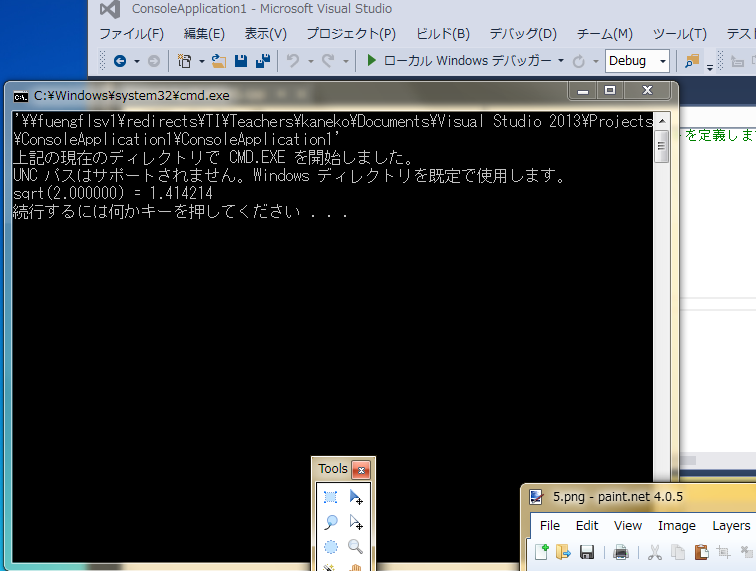 ConsoleApplication1 - Microsoft Visual Studio
ファイル(F) 編集(E) 表示(V) プロジェクト(P) ビルド(B) デバッグ(D) チーム(M) ツール(T) テスト
ローカル Windows デバッガー Debug
C:¥Windows¥system32¥cmd.exe
'¥¥fuengflsv1¥redirects¥TI¥Teachers¥kaneko¥Documents¥Visual Studio 2013¥Projects
¥ConsoleApplication1¥ConsoleApplication1'
上記の現在のディレクトリで CMD.EXE を開始しました。
UNC パスはサポートされません。Windows ディレクトリを既定で使用します。
sqrt(2.000000) = 1.414214
続行するには何かキーを押してください . . .
を定義しま
Tools
5.png - paint.net 4.0.5
File Edit View Image Layers